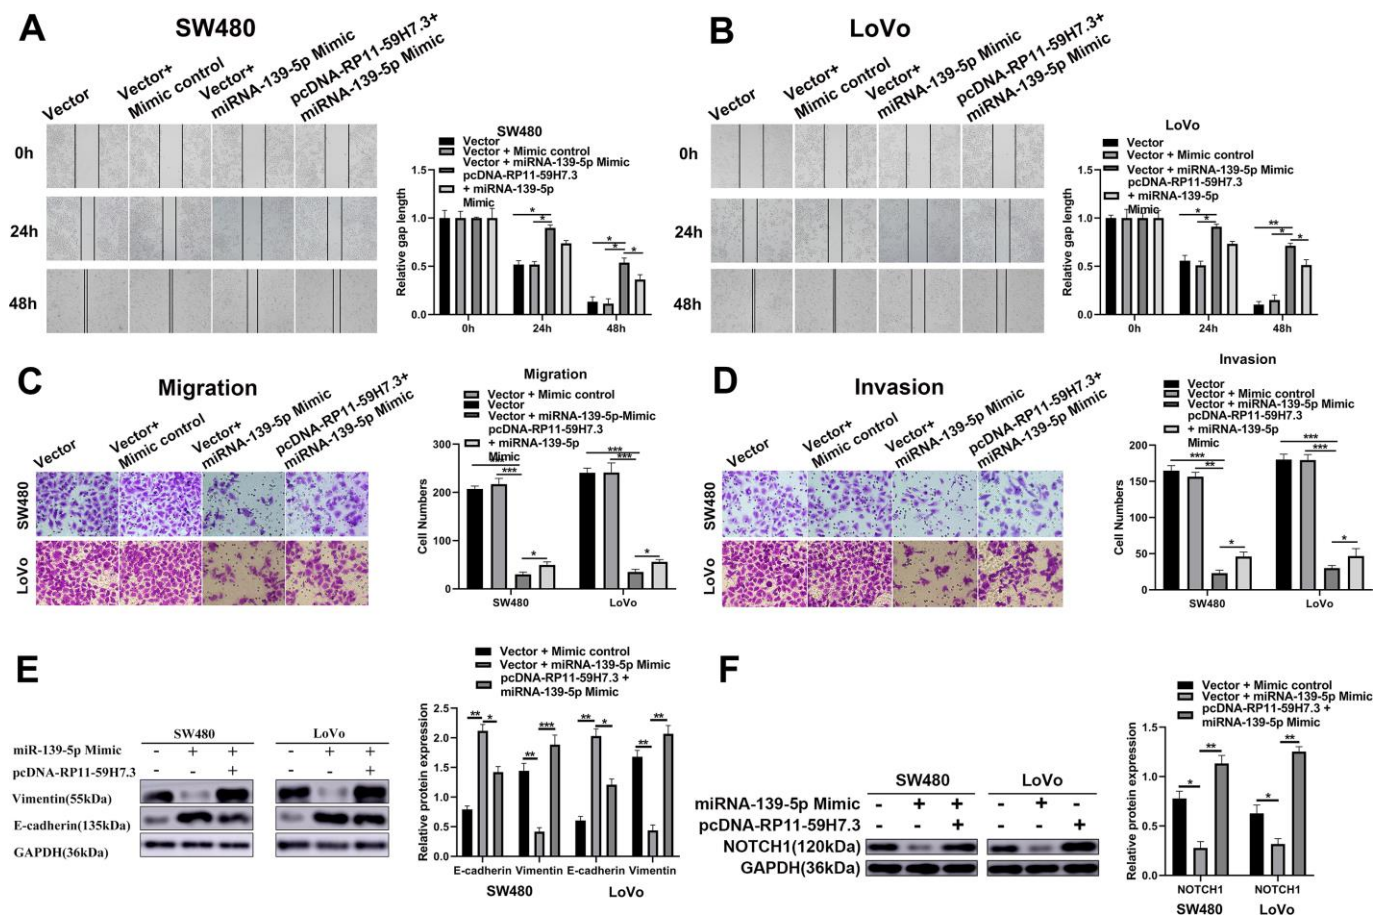 A
SW480
Vector
Vector+
Mimic control
Vector+
miRNA-139-5p Mimic
pcDNA-RP11-59H7.3+
miRNA-139-5p Mimic
0h
24h
48h
SW480
Vector
Vector + Mimic control
Vector + miRNA-139-5p Mimic
pcDNA-RP11-59H7.3
+ miRNA-139-5p
Mimic
Relative gap length
1.5
1.0
0.5
0.0
* * * * *
0h 24h 48h
B
LoVo
Vector
Vector+
Mimic control
Vector+
miRNA-139-5p Mimic
pcDNA-RP11-59H7.3+
miRNA-139-5p Mimic
0h
24h
48h
LoVo
Vector
Vector + Mimic control
Vector + miRNA-139-5p Mimic
pcDNA-RP11-59H7.3
+ miRNA-139-5p
Mimic
Relative gap length
1.5
1.0
0.5
0.0
* * ** * *
0h 24h 48h
C
Migration
Vector
Vector+
Mimic control
Vector+
miRNA-139-5p Mimic
pcDNA-RP11-59H7.3+
miRNA-139-5p Mimic
SW480
LoVo
Migration
Vector + Mimic control
Vector
Vector + miRNA-139-5p-Mimic
pcDNA-RP11-59H7.3
+ miRNA-139-5p
Mimic
Cell Numbers
300
200
100
0
*** *** * *** *** *
SW480 LoVo
D
Invasion
Vector
Vector+
Mimic control
Vector+
miRNA-139-5p Mimic
pcDNA-RP11-59H7.3+
miRNA-139-5p Mimic
SW480
LoVo
Invasion
Vector
Vector + Mimic control
Vector + miRNA-139-5p Mimic
pcDNA-RP11-59H7.3
+ miRNA-139-5p
Mimic
Cell Numbers
200
150
100
50
0
*** ** * *** *** *
SW480 LoVo
E
SW480 LoVo
miR-139-5p Mimic - + + - + +
pcDNA-RP11-59H7.3 - - + - - +
Vimentin(55kDa)
E-cadherin(135kDa)
GAPDH(36kDa)
Vector + Mimic control
Vector + miRNA-139-5p Mimic
pcDNA-RP11-59H7.3 +
miRNA-139-5p Mimic
Relative protein expression
2.5
2.0
1.5
1.0
0.5
0.0
** * ** *** ** * ** **
E-cadherin Vimentin E-cadherin Vimentin
SW480 LoVo
F
SW480 LoVo
miRNA-139-5p Mimic - + + - + -
pcDNA-RP11-59H7.3 - - + - - +
NOTCH1(120kDa)
GAPDH(36kDa)
Vector + Mimic control
Vector + miRNA-139-5p Mimic
pcDNA-RP11-59H7.3 +
miRNA-139-5p Mimic
Relative protein expression
1.5
1.0
0.5
0.0
* ** * **
NOTCH1 NOTCH1
SW480 LoVo